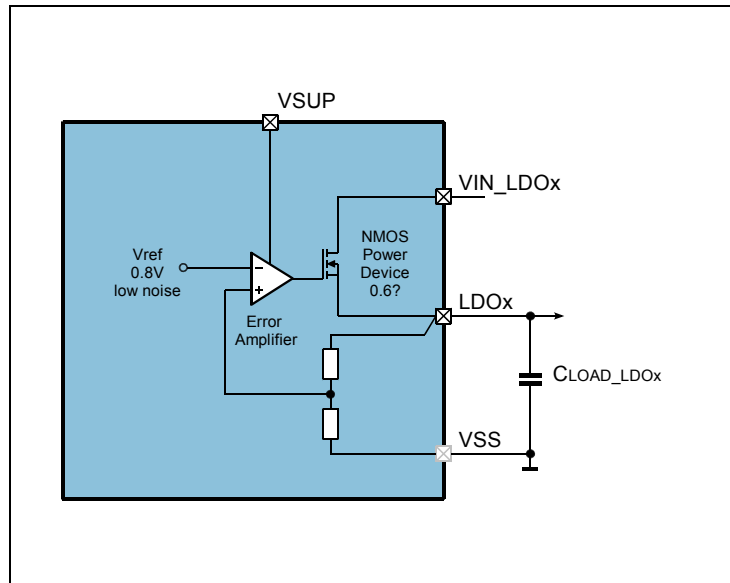 VSUP
VIN_LDOx
Vref
0.8V
low noise
−
+
Error
Amplifier
NMOS
Power
Device
0.6?
LDOx
CLOAD_LDOx
VSS